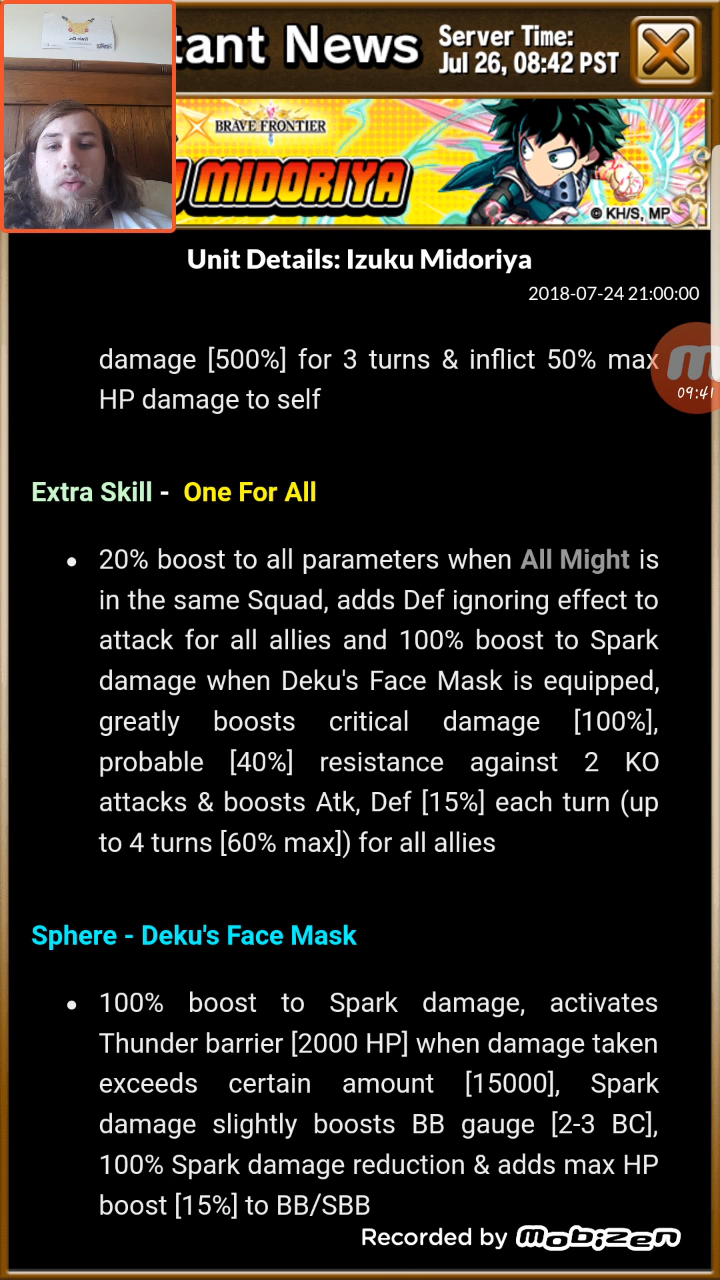 tant News
Server Time:
Jul 26, 08:42 PST
BRAVE FRONTIER
MIDORIYA
© KH/S, MP
Unit Details: Izuku Midoriya
2018-07-24 21:00:00
damage [500%] for 3 turns & inflict 50% max
HP damage to self
09:41
Extra Skill - One For All
• 20% boost to all parameters when All Might is
in the same Squad, adds Def ignoring effect to
attack for all allies and 100% boost to Spark
damage when Deku's Face Mask is equipped,
greatly boosts critical damage [100%],
probable [40%] resistance against 2 KO
attacks & boosts Atk, Def [15%] each turn (up
to 4 turns [60% max]) for all allies
Sphere - Deku's Face Mask
• 100% boost to Spark damage, activates
Thunder barrier [2000 HP] when damage taken
exceeds certain amount [15000], Spark
damage slightly boosts BB gauge [2-3 BC],
100% Spark damage reduction & adds max HP
boost [15%] to BB/SBB
Recorded by Mobizen